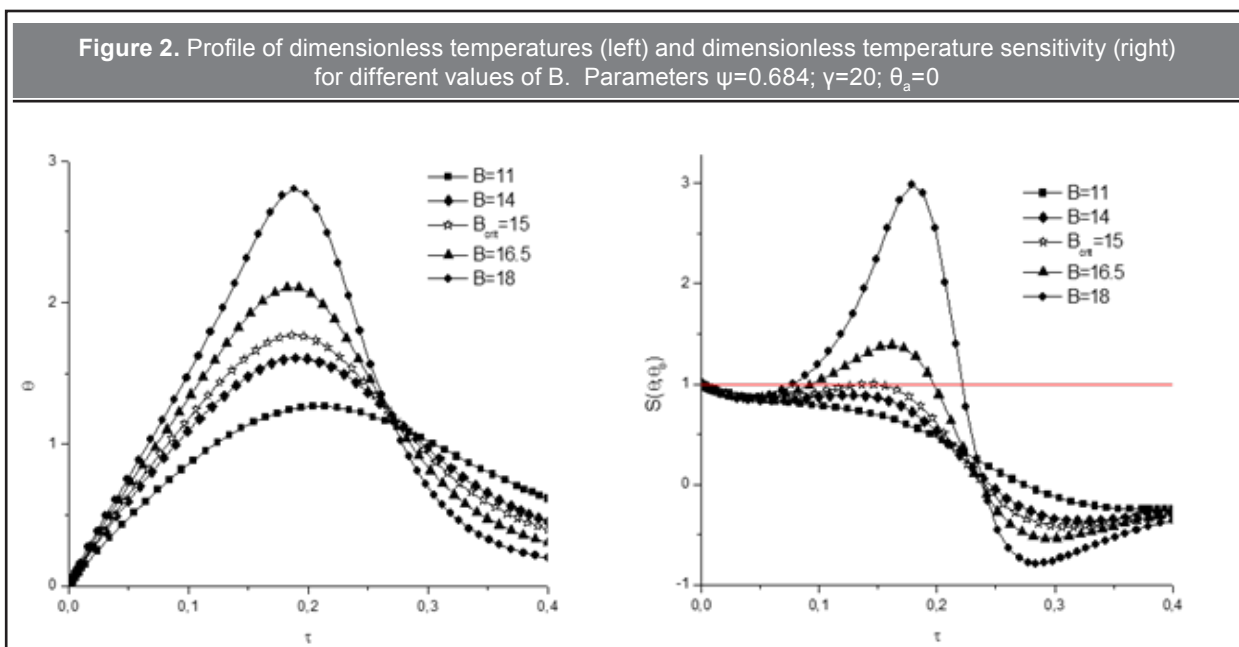 Figure 2. Profile of dimensionless temperatures (left) and dimensionless temperature sensitivity (right)
for different values of B. Parameters ψ=0.684; γ=20; θa=0
3
2
1
0
θ
0,0
0,1
0,2
0,3
0,4
τ
B=11
B=14
Bcrit=15
B=16.5
B=18
3
2
1
0
-1
S(θ,θ0)
0,0
0,1
0,2
0,3
0,4
τ
B=11
B=14
Bcrit=15
B=16.5
B=18